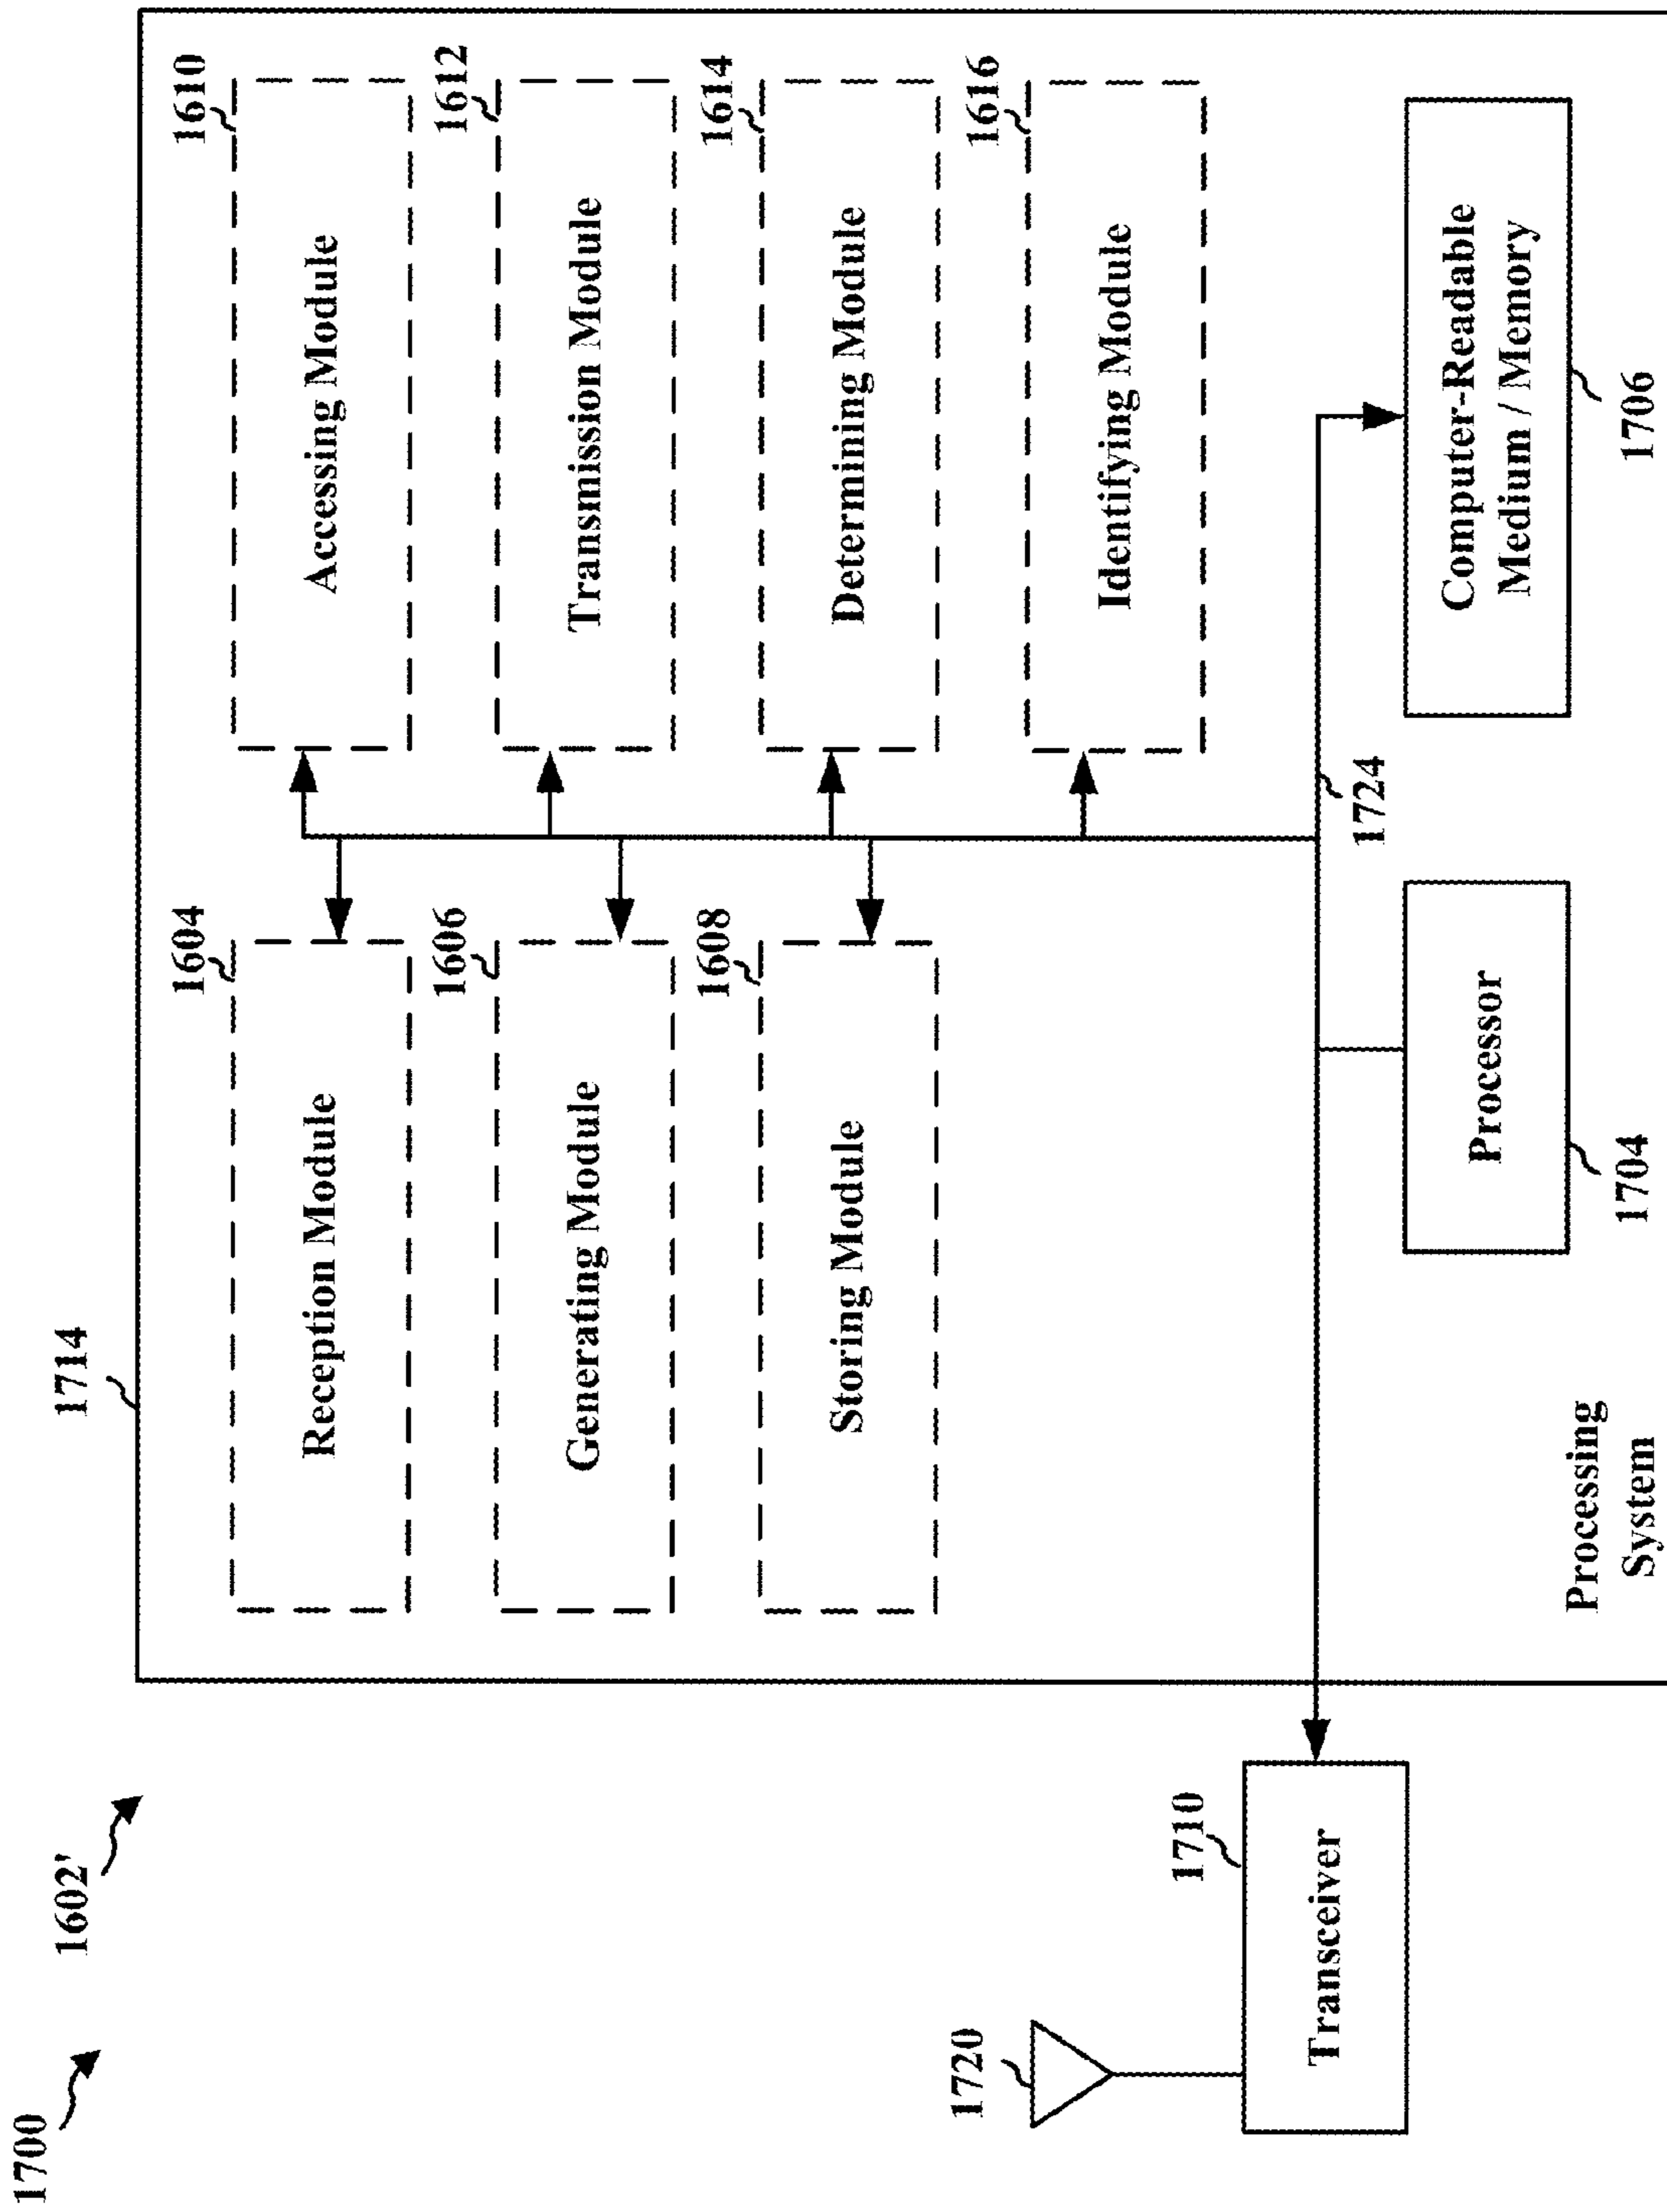 1700
1602'
1714
1604
Reception Module
1610
Accessing Module
1606
Generating Module
1612
Transmission Module
1608
Storing Module
1614
Determining Module
1616
Identifying Module
1720
1710
Transceiver
1724
Processor
1704
Computer-Readable
Medium / Memory
1706
Processing
System